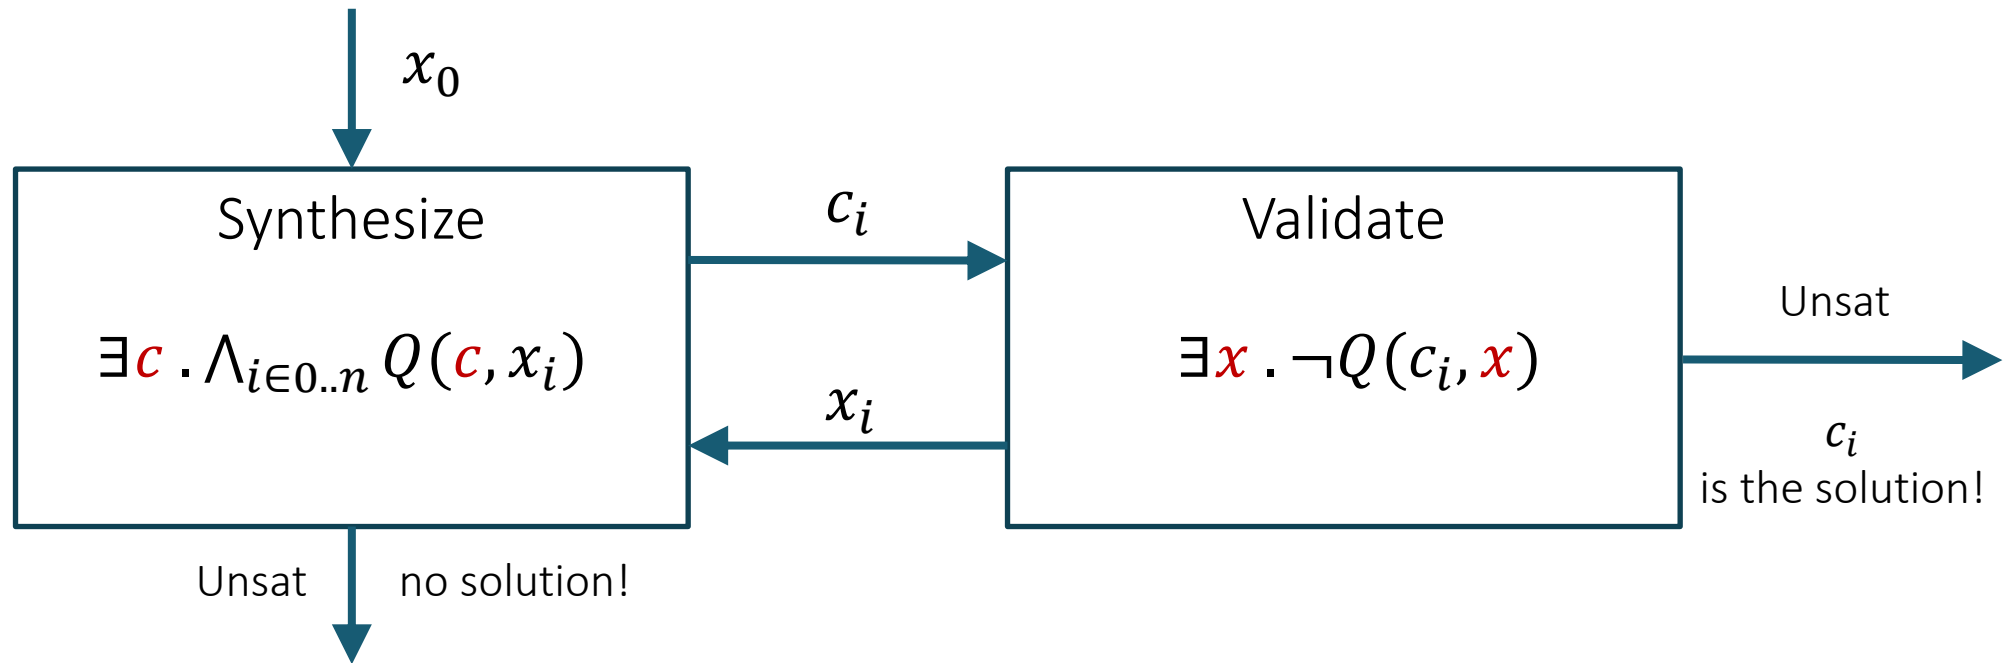 x₀
Synthesize
∃c . ⋀_{i∈0..n} Q(c, xᵢ)
cᵢ
xᵢ
Validate
∃x . ¬Q(cᵢ, x)
Unsat
cᵢ
is the solution!
Unsat no solution!